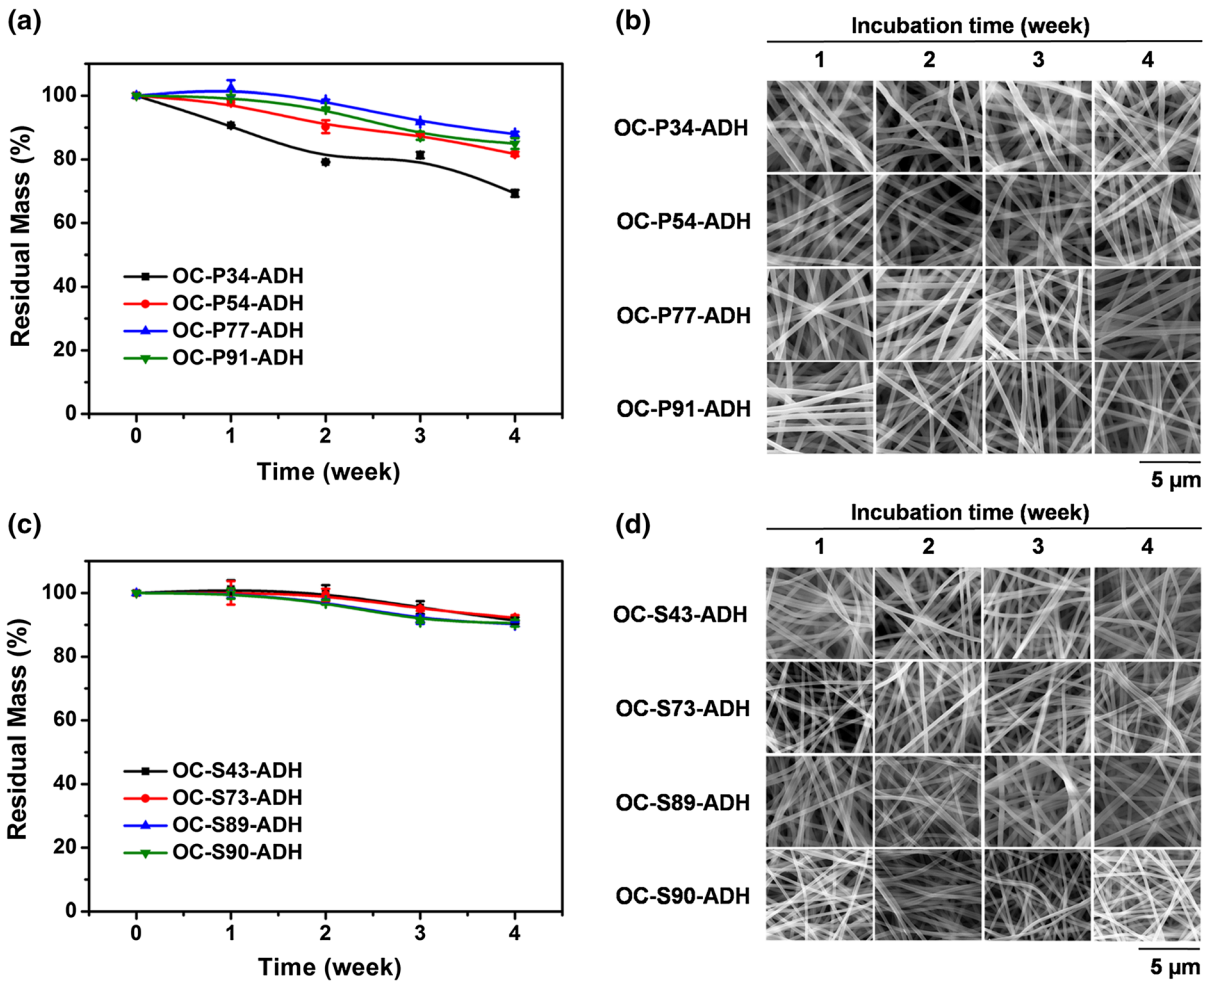 (a)
Residual Mass (%)
100
80
60
40
20
0
OC-P34-ADH
OC-P54-ADH
OC-P77-ADH
OC-P91-ADH
0 1 2 3 4
Time (week)
(b)
Incubation time (week)
1 2 3 4
OC-P34-ADH
OC-P54-ADH
OC-P77-ADH
OC-P91-ADH
5 µm
(c)
Residual Mass (%)
100
80
60
40
20
0
OC-S43-ADH
OC-S73-ADH
OC-S89-ADH
OC-S90-ADH
0 1 2 3 4
Time (week)
(d)
Incubation time (week)
1 2 3 4
OC-S43-ADH
OC-S73-ADH
OC-S89-ADH
OC-S90-ADH
5 µm